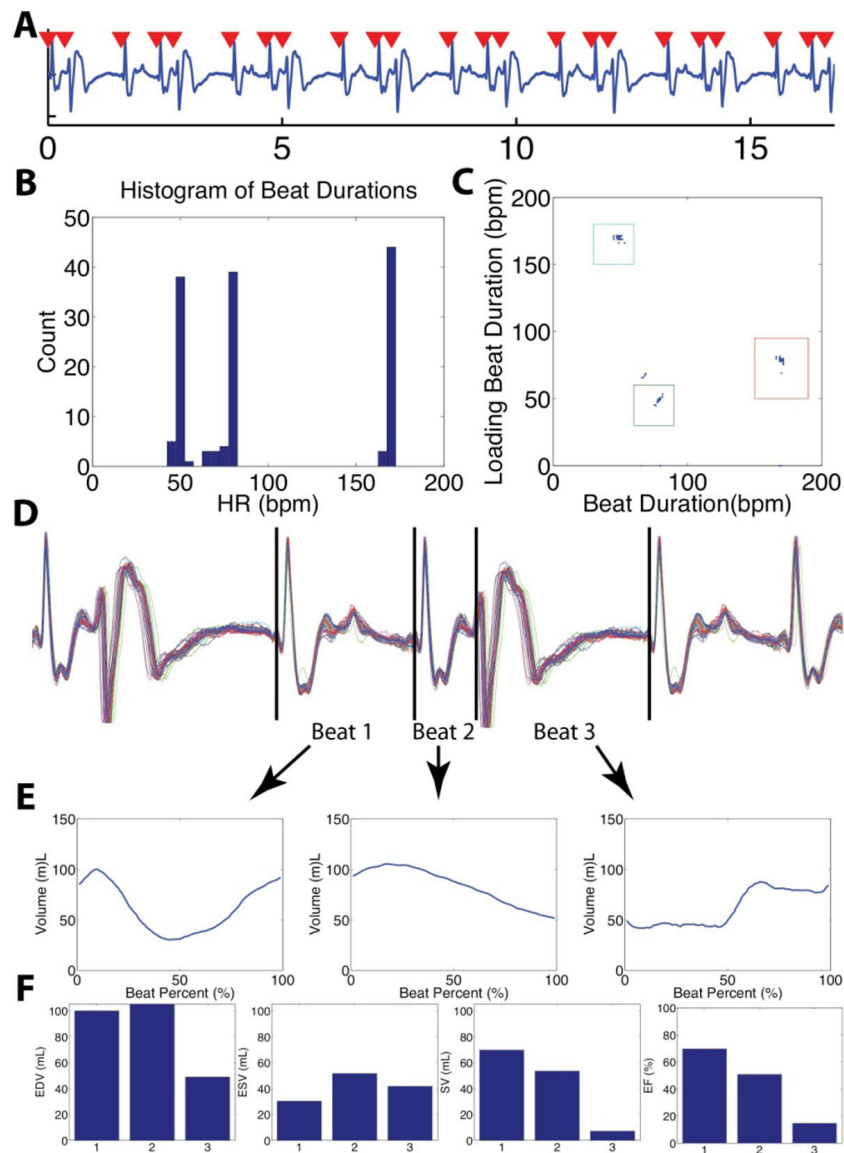 A
0 5 10 15
B
Histogram of Beat Durations
50
40
30
20
10
0
Count
0 50 100 150 200
HR (bpm)
C
200
150
100
50
0
Loading Beat Duration (bpm)
0 100 200
Beat Duration(bpm)
D
Beat 1 Beat 2 Beat 3
E
150
100
50
0
Volume (m)L
0 50 100
Beat Percent (%)
150
100
50
0
Volume (m)L
0 50 100
Beat Percent (%)
150
100
50
0
Volume (m)L
0 50 100
Beat Percent (%)
F
100
80
60
40
20
0
EDV (mL)
1 2 3
100
80
60
40
20
0
ESV (mL)
1 2 3
100
80
60
40
20
0
SV (mL)
1 2 3
100
80
60
40
20
0
EF (%)
1 2 3